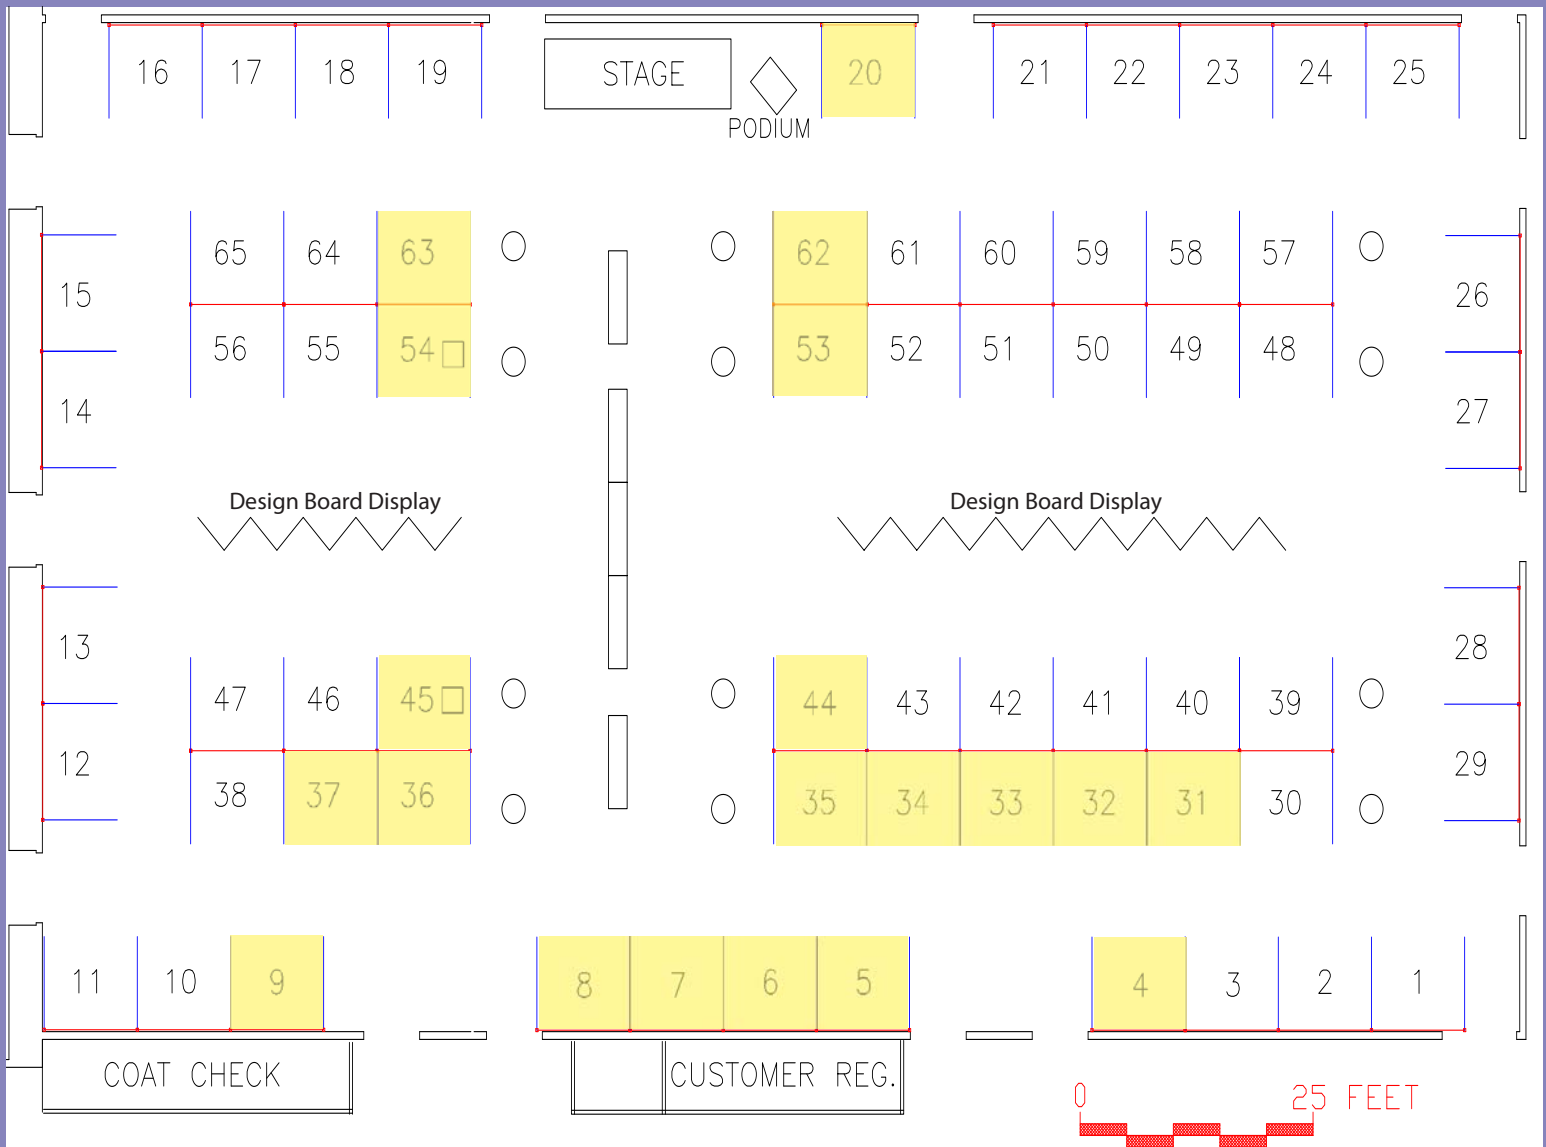 16 17 18 19 STAGE 20 21 22 23 24 25
PODIUM
65 64 63 62 61 60 59 58 57
15 26
56 55 54 53 52 51 50 49 48
14 27
Design Board Display Design Board Display
13 28
47 46 45 44 43 42 41 40 39
12 29
38 37 36 35 34 33 32 31 30
11 10 9 8 7 6 5 4 3 2 1
COAT CHECK CUSTOMER REG.
0 25 FEET